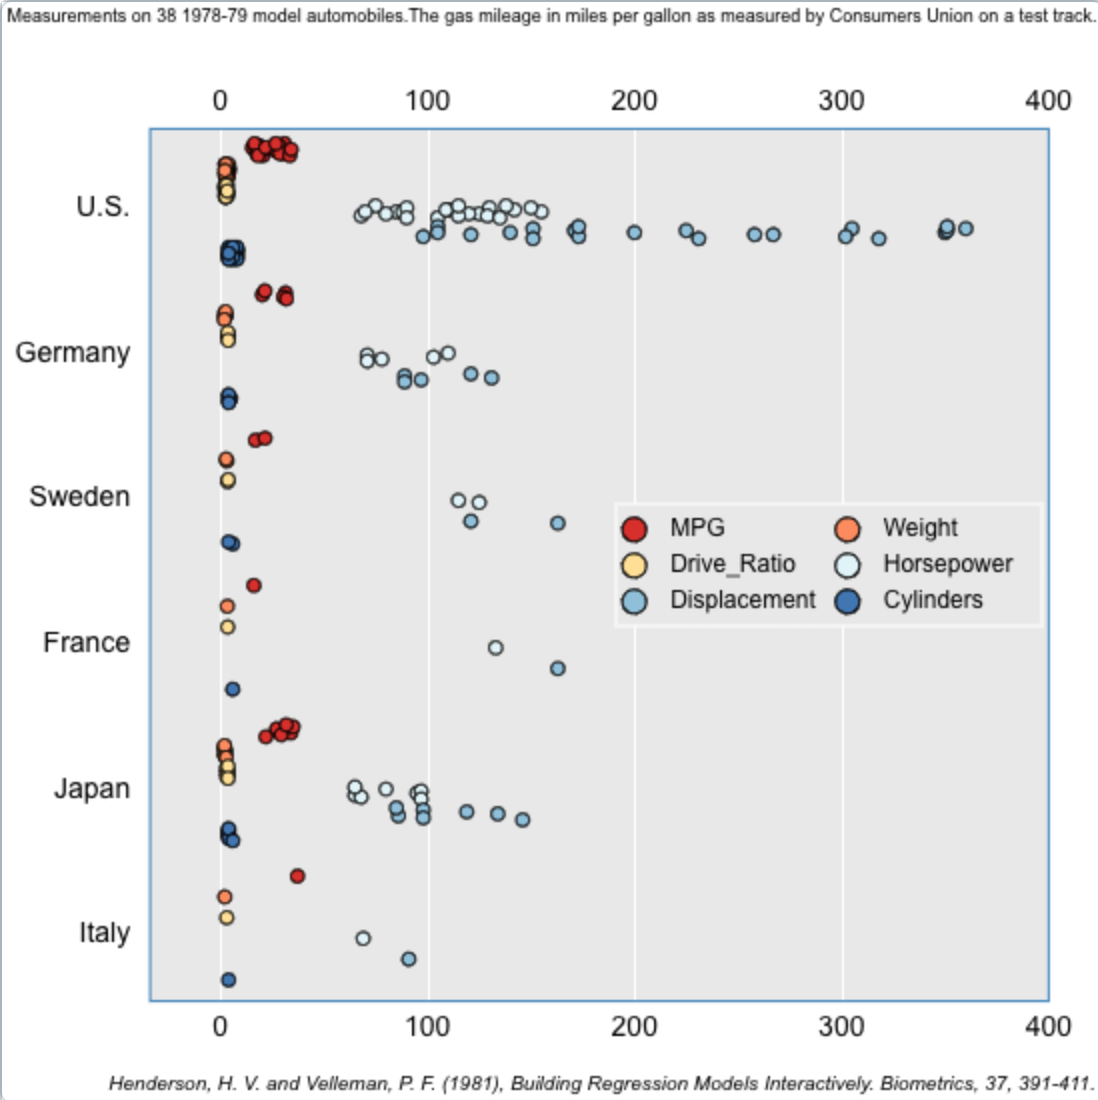 Measurements on 38 1978-79 model automobiles.The gas mileage in miles per gallon as measured by Consumers Union on a test track.
0 100 200 300 400
U.S.
Germany
Sweden
MPG Weight
Drive_Ratio Horsepower
Displacement Cylinders
France
Japan
Italy
0 100 200 300 400
Henderson, H. V. and Velleman, P. F. (1981), Building Regression Models Interactively. Biometrics, 37, 391-411.